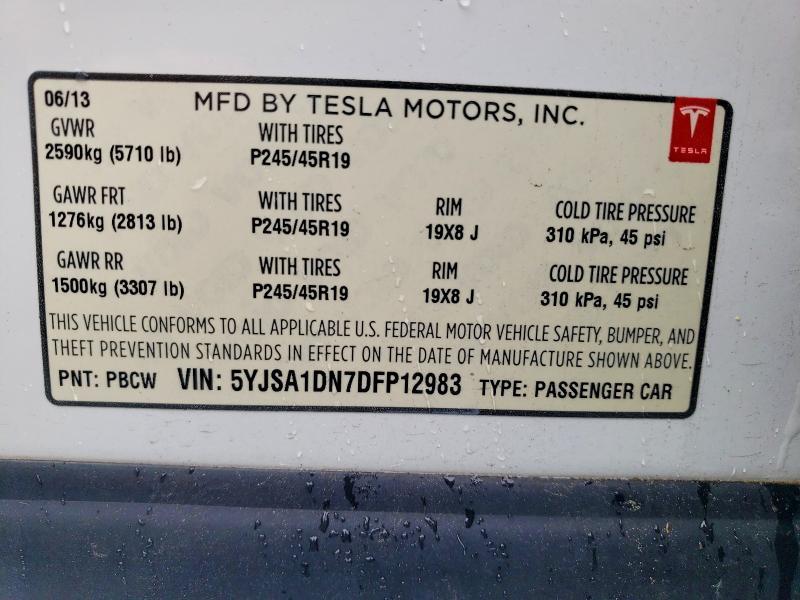 06/13 MFD BY TESLA MOTORS, INC.
TESLA
GVWR WITH TIRES
2590kg (5710 lb) P245/45R19
GAWR FRT WITH TIRES RIM COLD TIRE PRESSURE
1276kg (2813 lb) P245/45R19 19X8 J 310 kPa, 45 psi
GAWR RR WITH TIRES RIM COLD TIRE PRESSURE
1500kg (3307 lb) P245/45R19 19X8 J 310 kPa, 45 psi
THIS VEHICLE CONFORMS TO ALL APPLICABLE U.S. FEDERAL MOTOR VEHICLE SAFETY, BUMPER, AND
THEFT PREVENTION STANDARDS IN EFFECT ON THE DATE OF MANUFACTURE SHOWN ABOVE.
PNT: PBCW VIN: 5YJSA1DN7DFP12983 TYPE: PASSENGER CAR